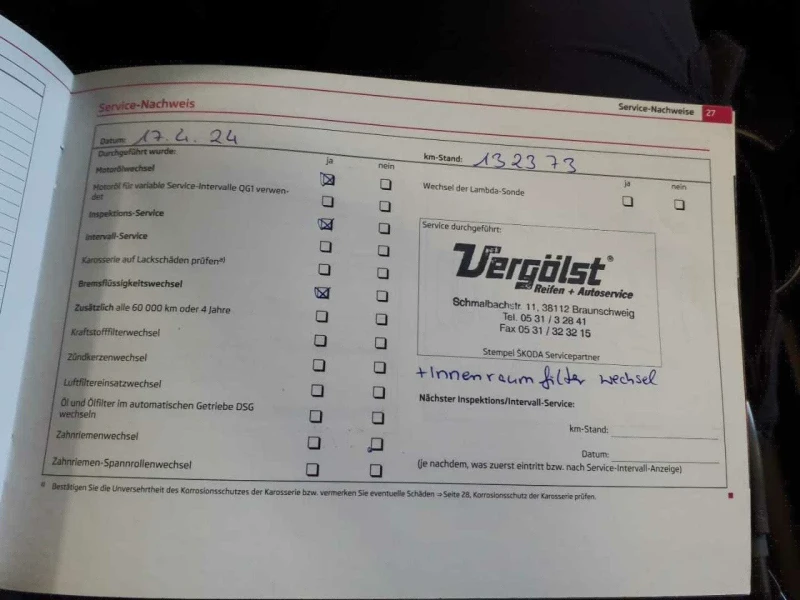 Service-Nachweis
Service-Nachweise 27
Datum: 17.4.24
km-Stand: 132373
Durchgeführt wurde: ja nein
ja nein
Motorölwechsel
Wechsel der Lambda-Sonde
Motoröl für variable Service-Intervalle QG1 verwen-
det
Inspektions-Service
Intervall-Service
Karosserie auf Lackschäden prüfen a)
Bremsflüssigkeitswechsel
Zusätzlich alle 60 000 km oder 4 Jahre
Kraftstofffilterwechsel
Zündkerzenwechsel
Luftfiltereinsatzwechsel
Öl und Ölfilter im automatischen Getriebe DSG
wechseln
Zahnriemenwechsel
Zahnriemen-Spannrollenwechsel
Service durchgeführt:
Vergölst®
Reifen + Autoservice
Schmalbachstr. 11, 38112 Braunschweig
Tel. 05 31 / 3 28 41
Fax 05 31 / 32 32 15
Stempel ŠKODA Servicepartner
+Innenraumfilter wechsel
Nächster Inspektions/Intervall-Service:
km-Stand:
Datum:
(je nachdem, was zuerst eintritt bzw. nach Service-Intervall-Anzeige)
a) Bestätigen Sie die Unversehrtheit des Korrosionsschutzes der Karosserie bzw. vermerken Sie eventuelle Schäden ⇒ Seite 28, Korrosionsschutz der Karosserie prüfen.